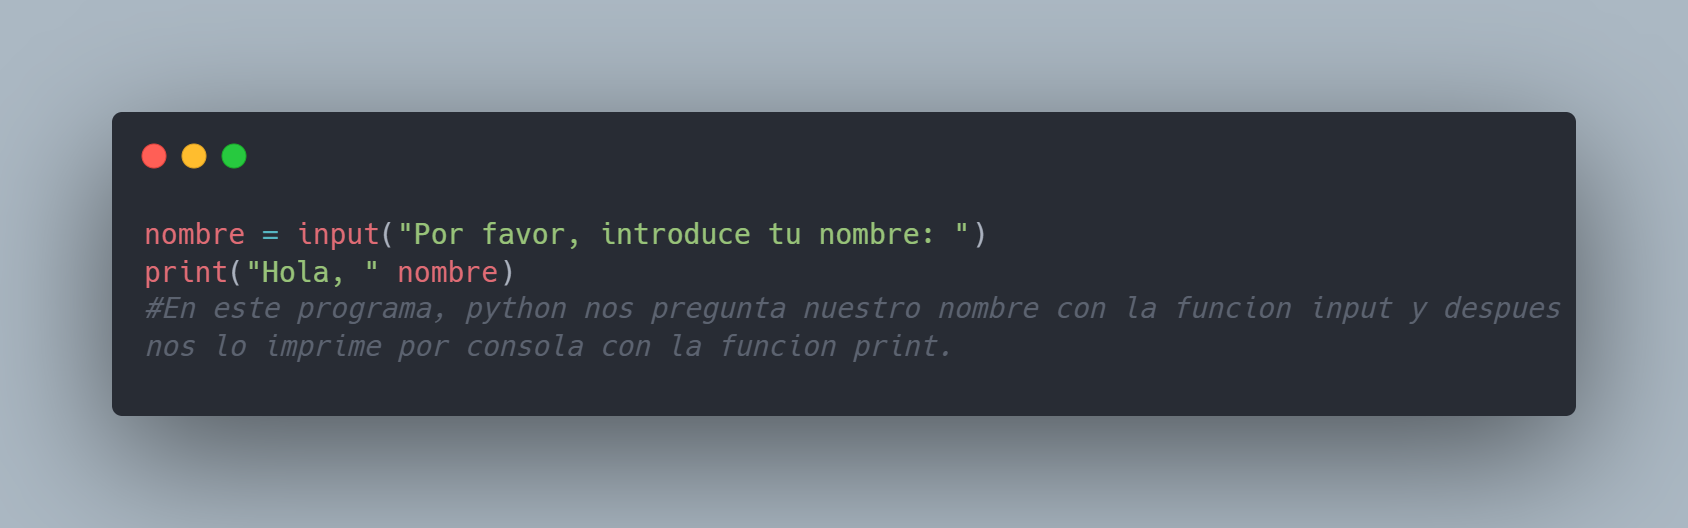 nombre = input("Por favor, introduce tu nombre: ")
print("Hola, " nombre)
#En este programa, python nos pregunta nuestro nombre con la funcion input y despues
nos lo imprime por consola con la funcion print.